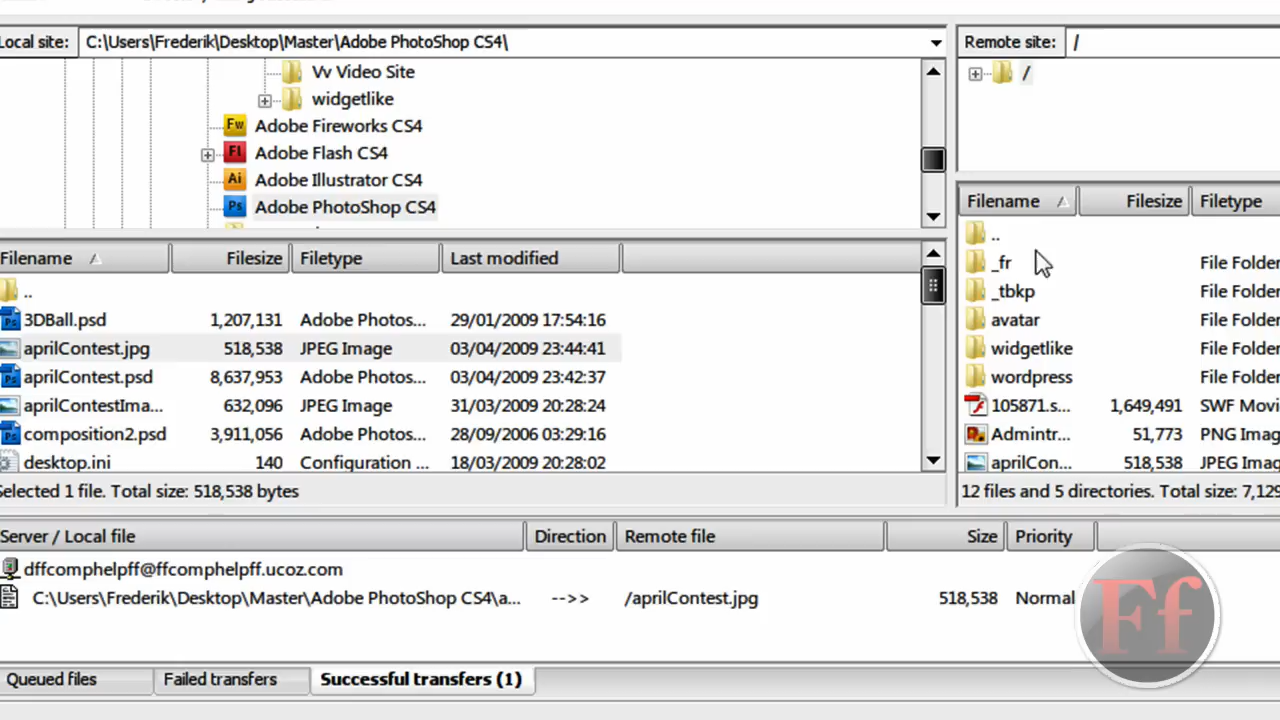 Local site: C:\Users\Frederik\Desktop\Master\Adobe PhotoShop CS4\
Remote site: /
/
Vv Video Site
widgetlike
Fw Adobe Fireworks CS4
Fl Adobe Flash CS4
Ai Adobe Illustrator CS4
Ps Adobe PhotoShop CS4
Filename Filesize Filetype Last modified
..
3DBall.psd 1,207,131 Adobe Photos... 29/01/2009 17:54:16
aprilContest.jpg 518,538 JPEG Image 03/04/2009 23:44:41
aprilContest.psd 8,637,953 Adobe Photos... 03/04/2009 23:42:37
aprilContestIma... 632,096 JPEG Image 31/03/2009 20:28:24
composition2.psd 3,911,056 Adobe Photos... 28/09/2006 03:29:16
desktop.ini 140 Configuration ... 18/03/2009 20:28:02
Selected 1 file. Total size: 518,538 bytes
Filename Filesize Filetype
..
_fr File Folder
_tbkp File Folder
avatar File Folder
widgetlike File Folder
wordpress File Folder
105871.s... 1,649,491 SWF Movi
Admintr... 51,773 PNG Imag
aprilCon... 518,538 JPEG Imag
12 files and 5 directories. Total size: 7,129
Server / Local file Direction Remote file Size Priority
dffcomphelpff@ffcomphelpff.ucoz.com
C:\Users\Frederik\Desktop\Master\Adobe PhotoShop CS4\a... -->> /aprilContest.jpg 518,538 Normal
Ff
Queued files Failed transfers Successful transfers (1)